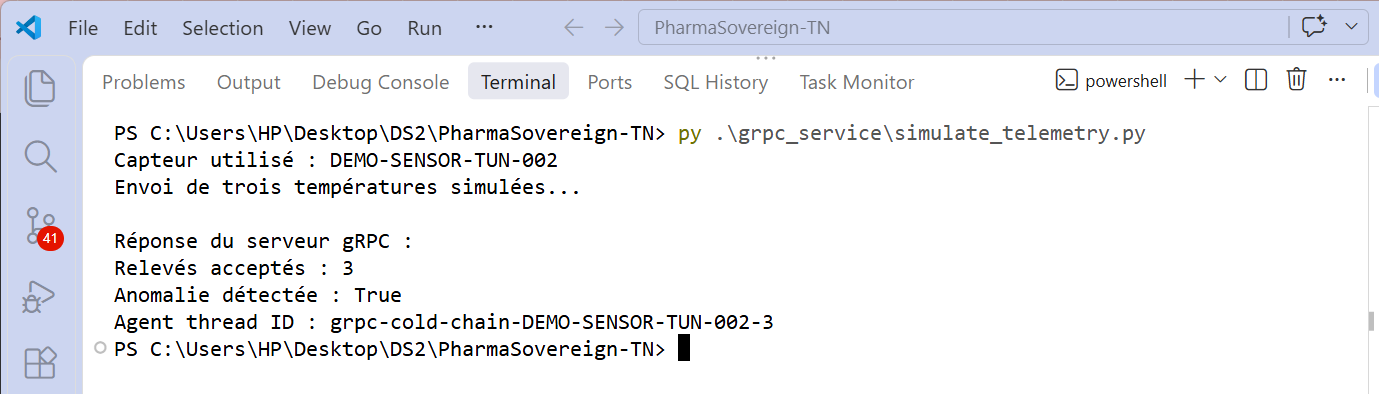 File Edit Selection View Go Run ··· PharmaSovereign-TN
Problems Output Debug Console Terminal Ports SQL History Task Monitor powershell ···
PS C:\Users\HP\Desktop\DS2\PharmaSovereign-TN> py .\grpc_service\simulate_telemetry.py
Capteur utilisé : DEMO-SENSOR-TUN-002
Envoi de trois températures simulées...
41
Réponse du serveur gRPC :
Relevés acceptés : 3
Anomalie détectée : True
Agent thread ID : grpc-cold-chain-DEMO-SENSOR-TUN-002-3
PS C:\Users\HP\Desktop\DS2\PharmaSovereign-TN>